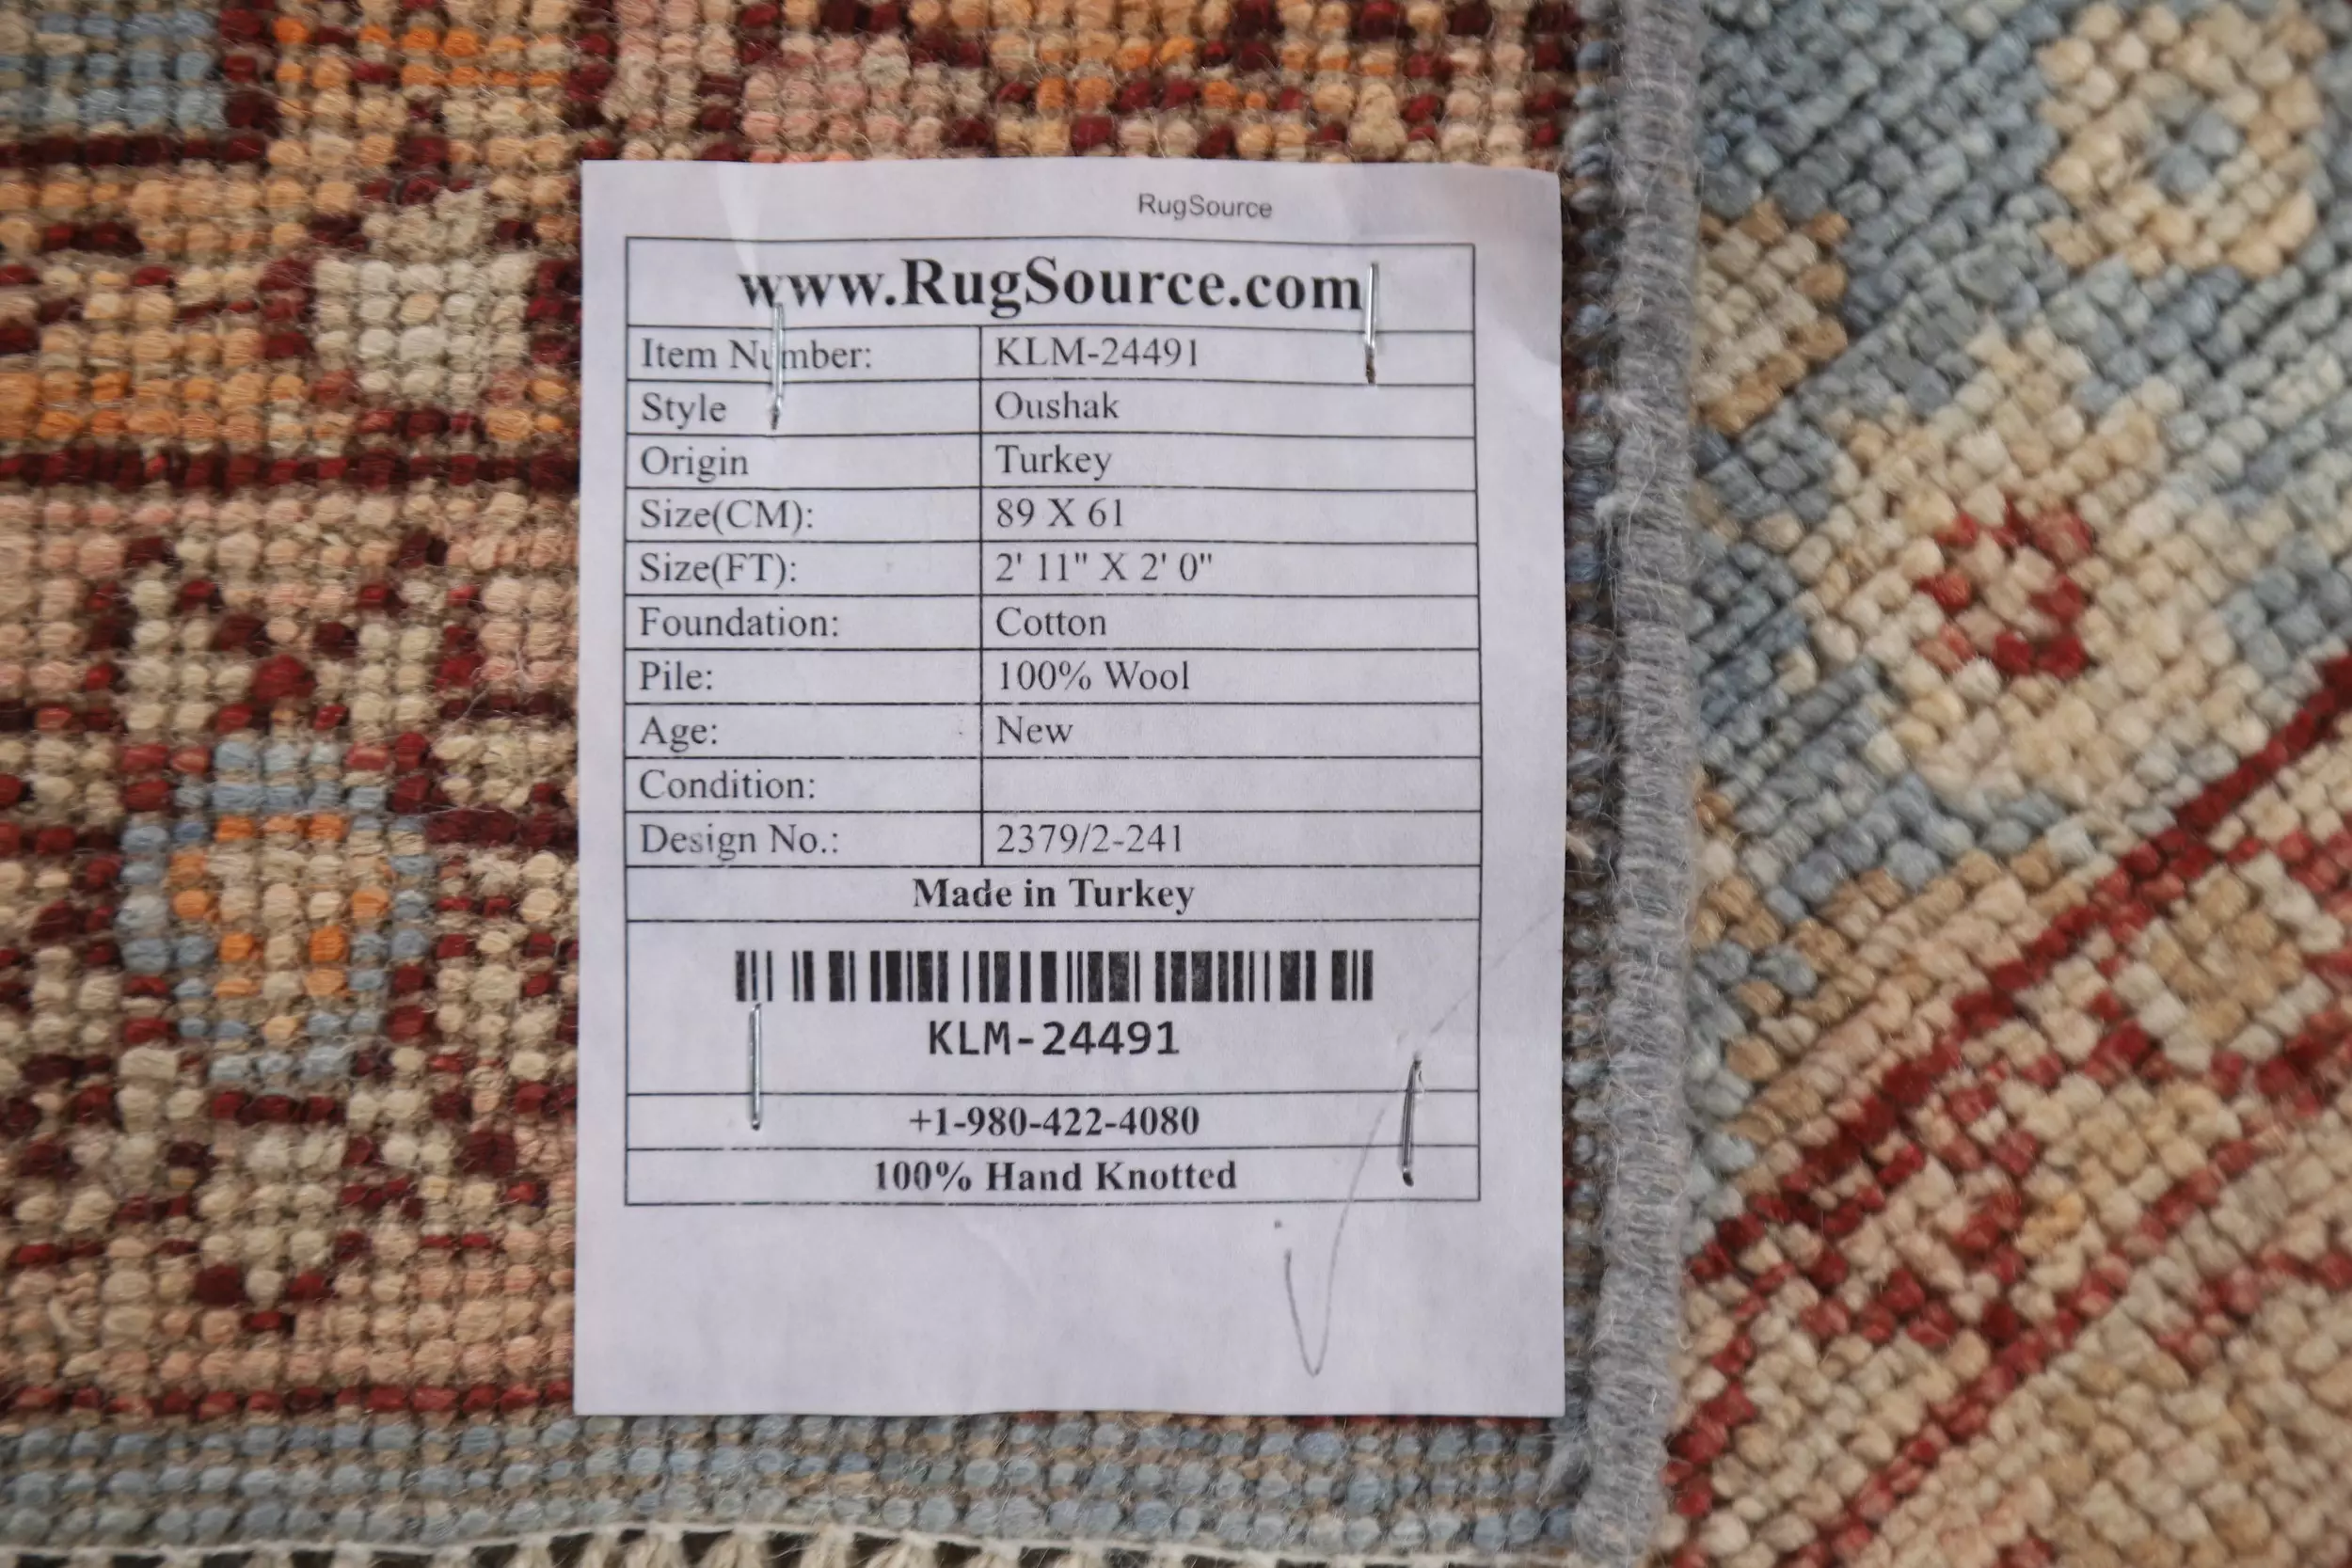 RugSource
www.RugSource.com
Item Number: KLM-24491
Style Oushak
Origin Turkey
Size(CM): 89 X 61
Size(FT): 2' 11" X 2' 0"
Foundation: Cotton
Pile: 100% Wool
Age: New
Condition:
Design No.: 2379/2-241
Made in Turkey
KLM-24491
+1-980-422-4080
100% Hand Knotted